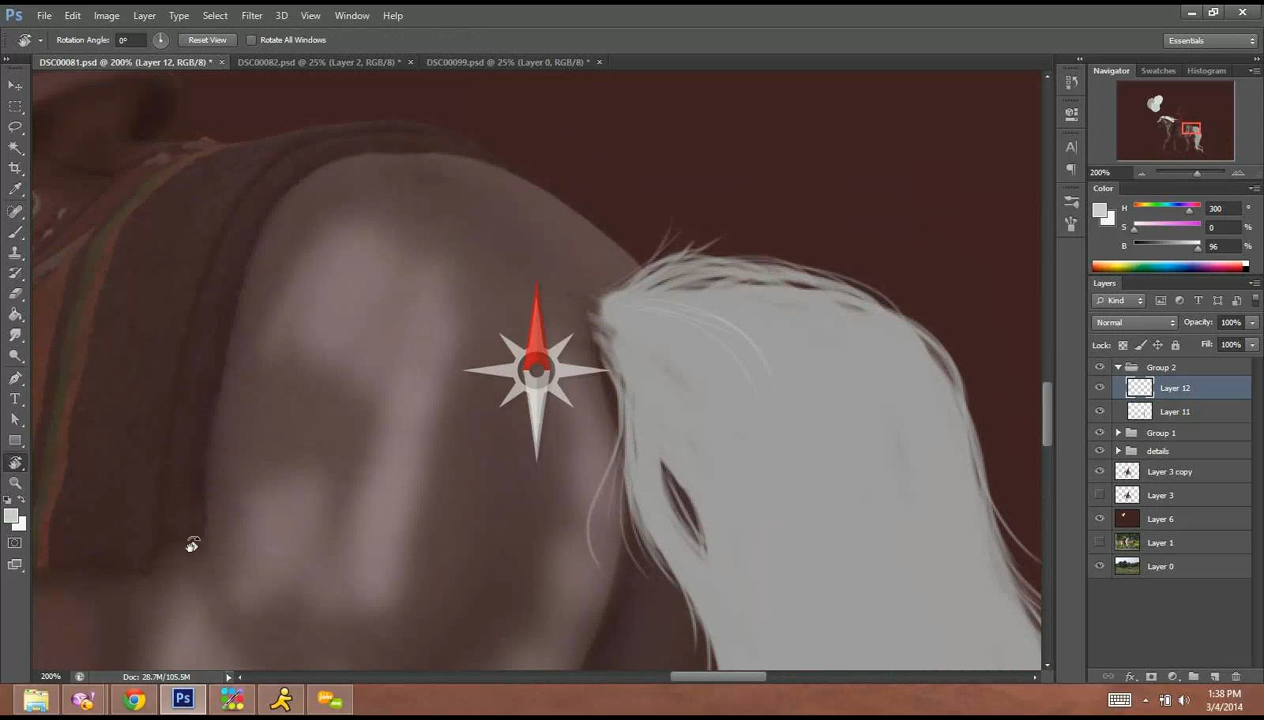 Ps File Edit Image Layer Type Select Filter 3D View Window Help
Rotation Angle: 0° Reset View Rotate All Windows Essentials
DSC00081.psd @ 200% (Layer 12, RGB/8) * × DSC00082.psd @ 25% (Layer 2, RGB/8) * × DSC00099.psd @ 25% (Layer 0, RGB/8) * ×
Navigator Swatches Histogram
200%
Color
H 300 °
S 0 %
B 96 %
Layers
Kind
Normal Opacity: 100%
Lock: Fill: 100%
Group 2
Layer 12
Layer 11
Group 1
details
Layer 3 copy
Layer 3
Layer 6
Layer 1
Layer 0
200% Doc: 28.7M/105.5M
fx
Ps
1:38 PM
3/4/2014